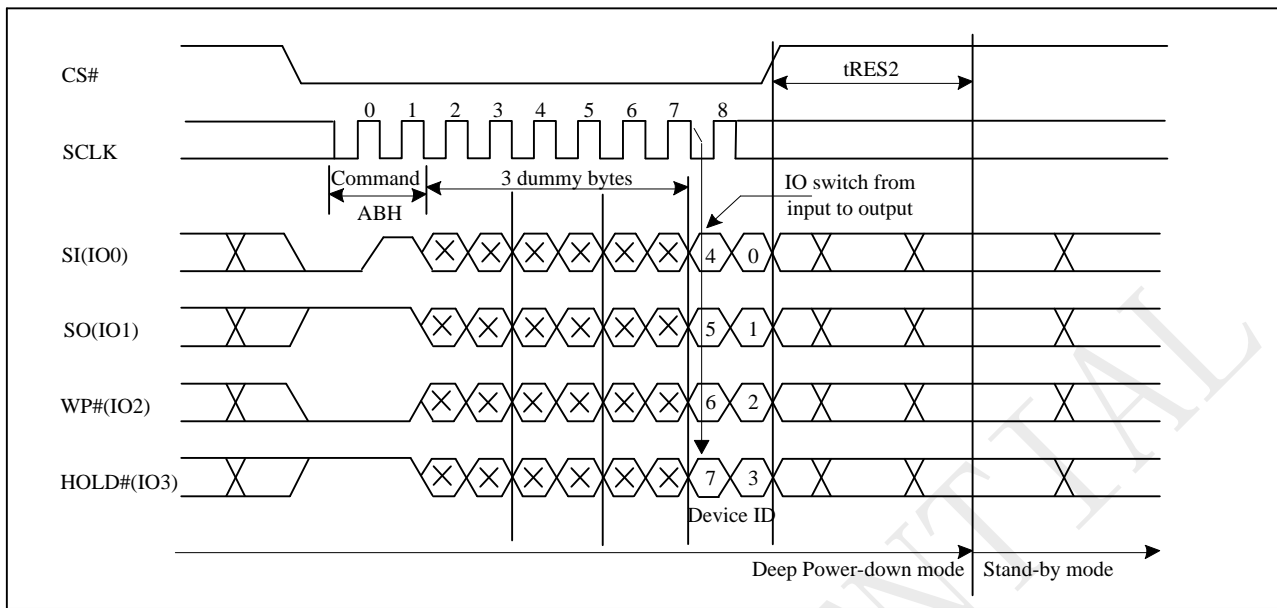 CS#
tRES2
0 1 2 3 4 5 6 7 8
SCLK
Command
ABH
3 dummy bytes
IO switch from
input to output
SI(IO0)
4 0
SO(IO1)
5 1
WP#(IO2)
6 2
HOLD#(IO3)
7 3
Device ID
Deep Power-down mode Stand-by mode